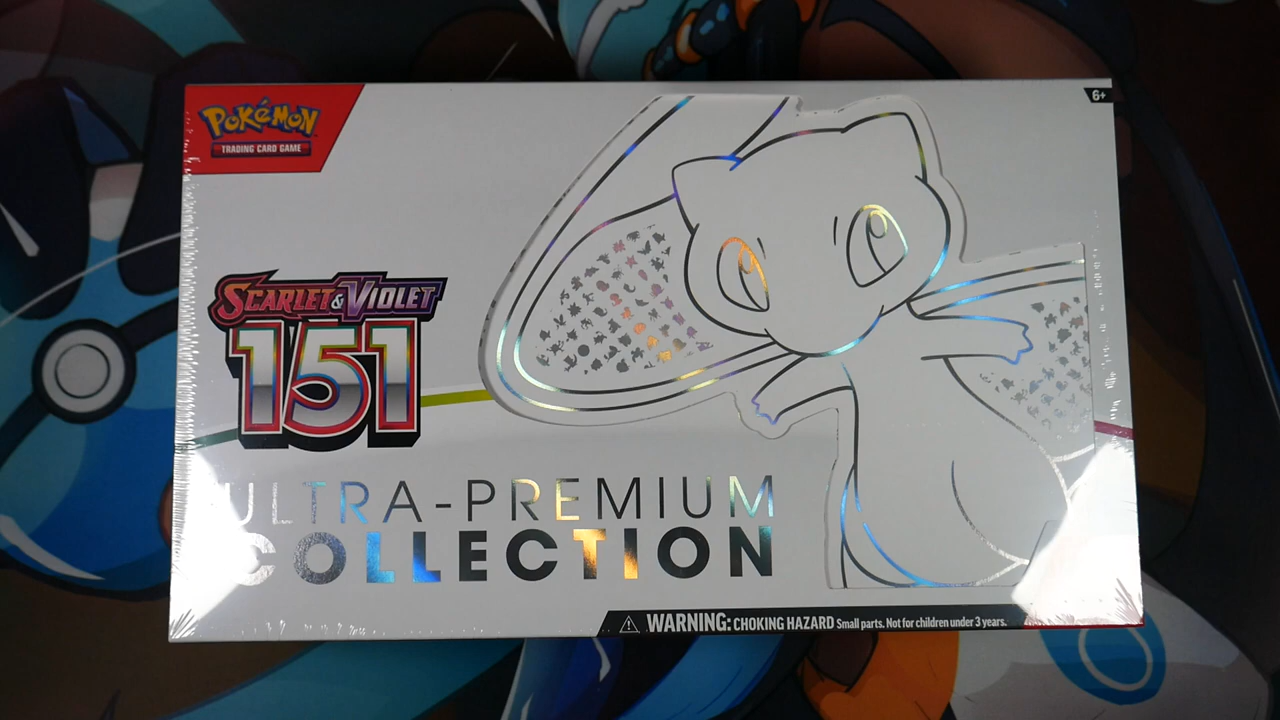 POKéMON
TRADING CARD GAME
6+
SCARLET & VIOLET
151
ULTRA-PREMIUM
COLLECTION
WARNING: CHOKING HAZARD Small parts. Not for children under 3 years.